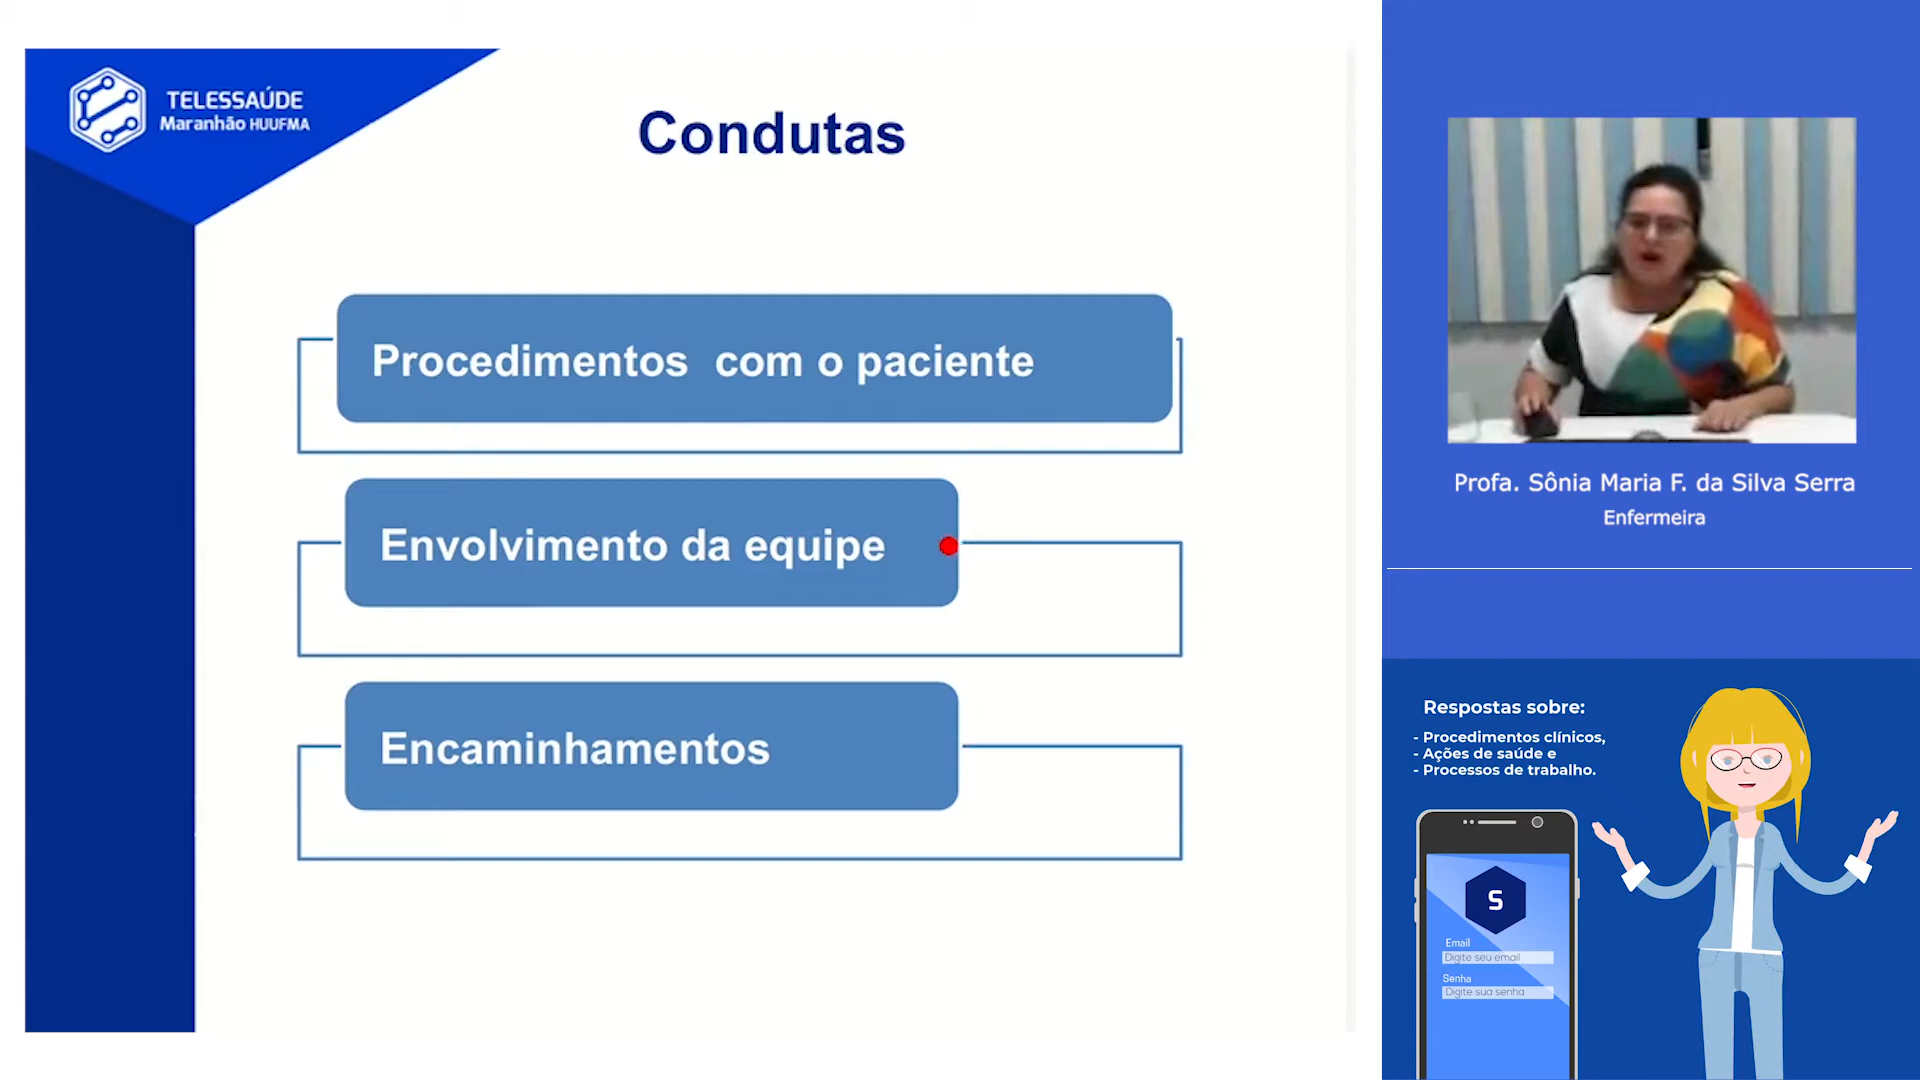 TELESSAÚDE
Maranhão HUUFMA
Condutas
Procedimentos com o paciente
Envolvimento da equipe
Encaminhamentos
Profa. Sônia Maria F. da Silva Serra
Enfermeira
Respostas sobre:
- Procedimentos clínicos,
- Ações de saúde e
- Processos de trabalho.
S
Email
Digite seu email
Senha
Digite sua senha